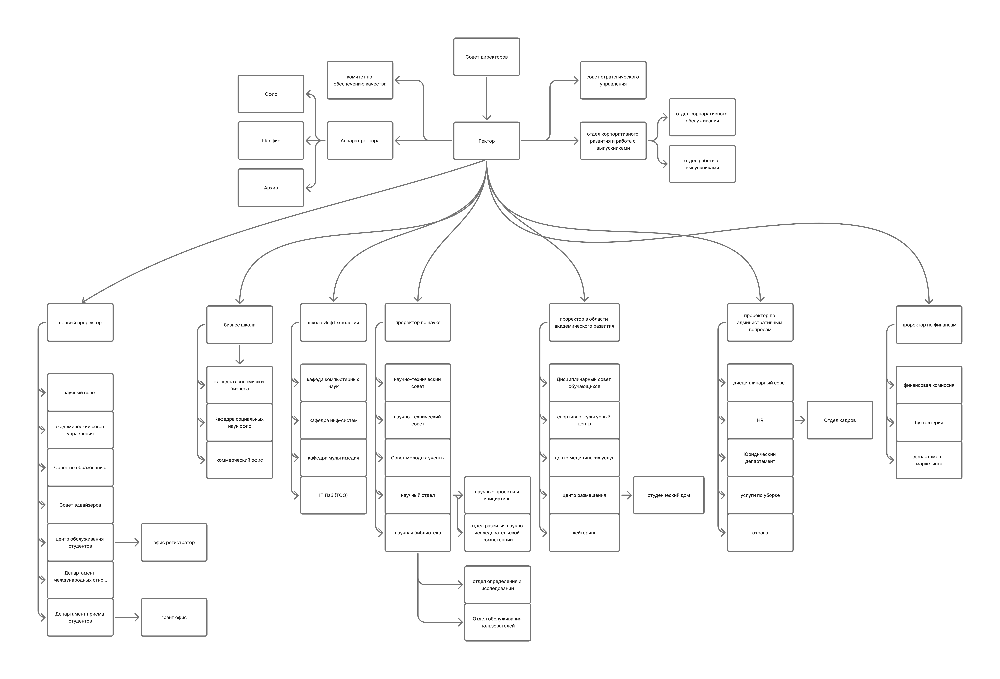 Совет директоров
комитет по
обеспечению качества
совет стратегического
управления
Офис
отдел корпоративного
обслуживания
PR офис
Аппарат ректора
Ректор
отдел корпоративного
развития и работа с
выпускниками
отдел работы с
выпускниками
Архив
первый проректор
бизнес школа
школа ИнфТехнологии
проректор по науке
проректор в области
академического развития
проректор по
административным
вопросам
проректор по финансам
научный совет
академический совет
управления
Совет по образованию
Совет эдвайзеров
центр обслуживания
студентов
офис регистратор
Департамент
международных отно...
Департамент приема
студентов
грант офис
кафедра экономики и
бизнеса
Кафедра социальных
наук офис
коммерческий офис
кафеда компьютерных
наук
кафедра инф-систем
кафедра мультимедия
IT Лаб (ТОО)
научно-технический
совет
научно-технический
совет
Совет молодых ученых
научный отдел
научная библиотека
научные проекты и
инициативы
отдел развития научно-
исследовательской
компетенции
отдел определения и
исследований
Отдел обслуживания
пользователей
Дисциплинарный совет
обучающихся
спортивно-культурный
центр
центр медицинских услуг
центр размещения
студенческий дом
кейтеринг
дисциплинарный совет
HR
Отдел кадров
Юридический
департамент
услуги по уборке
охрана
финансовая комиссия
бухгалтерия
департамент
маркетинга